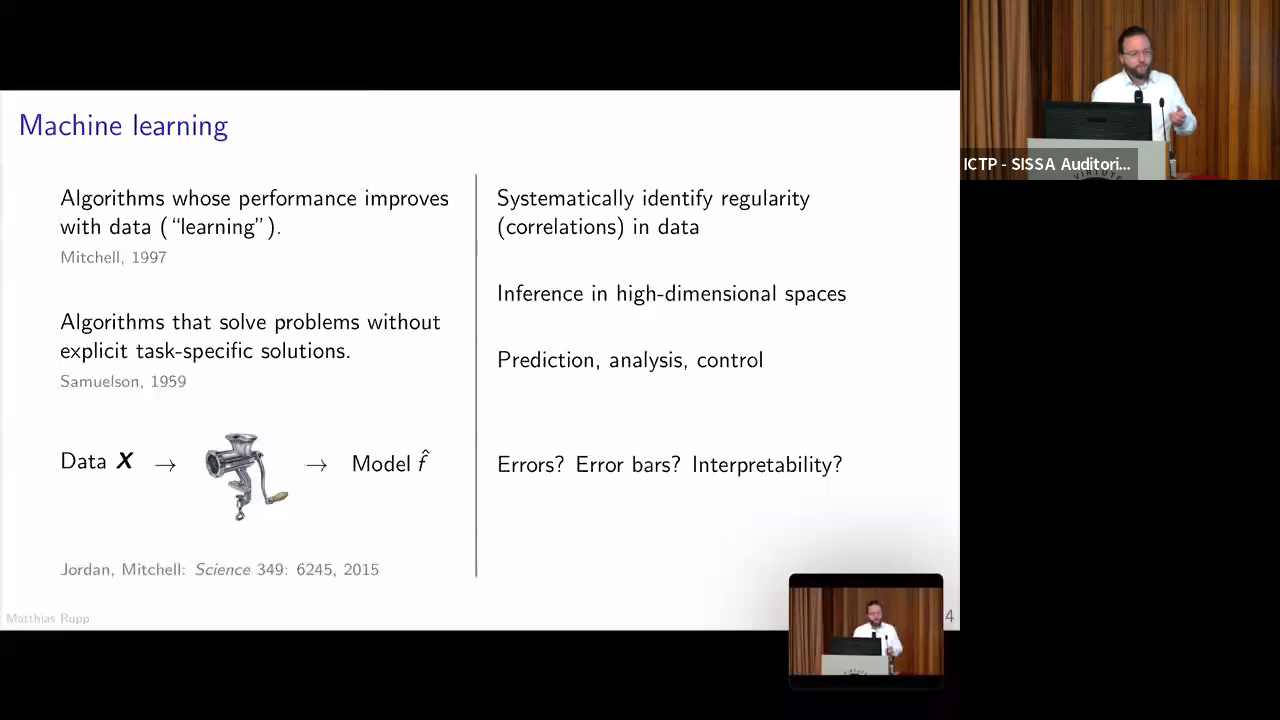 Machine learning
Algorithms whose performance improves
with data (“learning”).
Mitchell, 1997
Algorithms that solve problems without
explicit task-specific solutions.
Samuelson, 1959
Data X → → Model f̂
Jordan, Mitchell: Science 349: 6245, 2015
Systematically identify regularity
(correlations) in data
Inference in high-dimensional spaces
Prediction, analysis, control
Errors? Error bars? Interpretability?
Matthias Rupp
4
ICTP - SISSA Auditori...
VIRTUTE